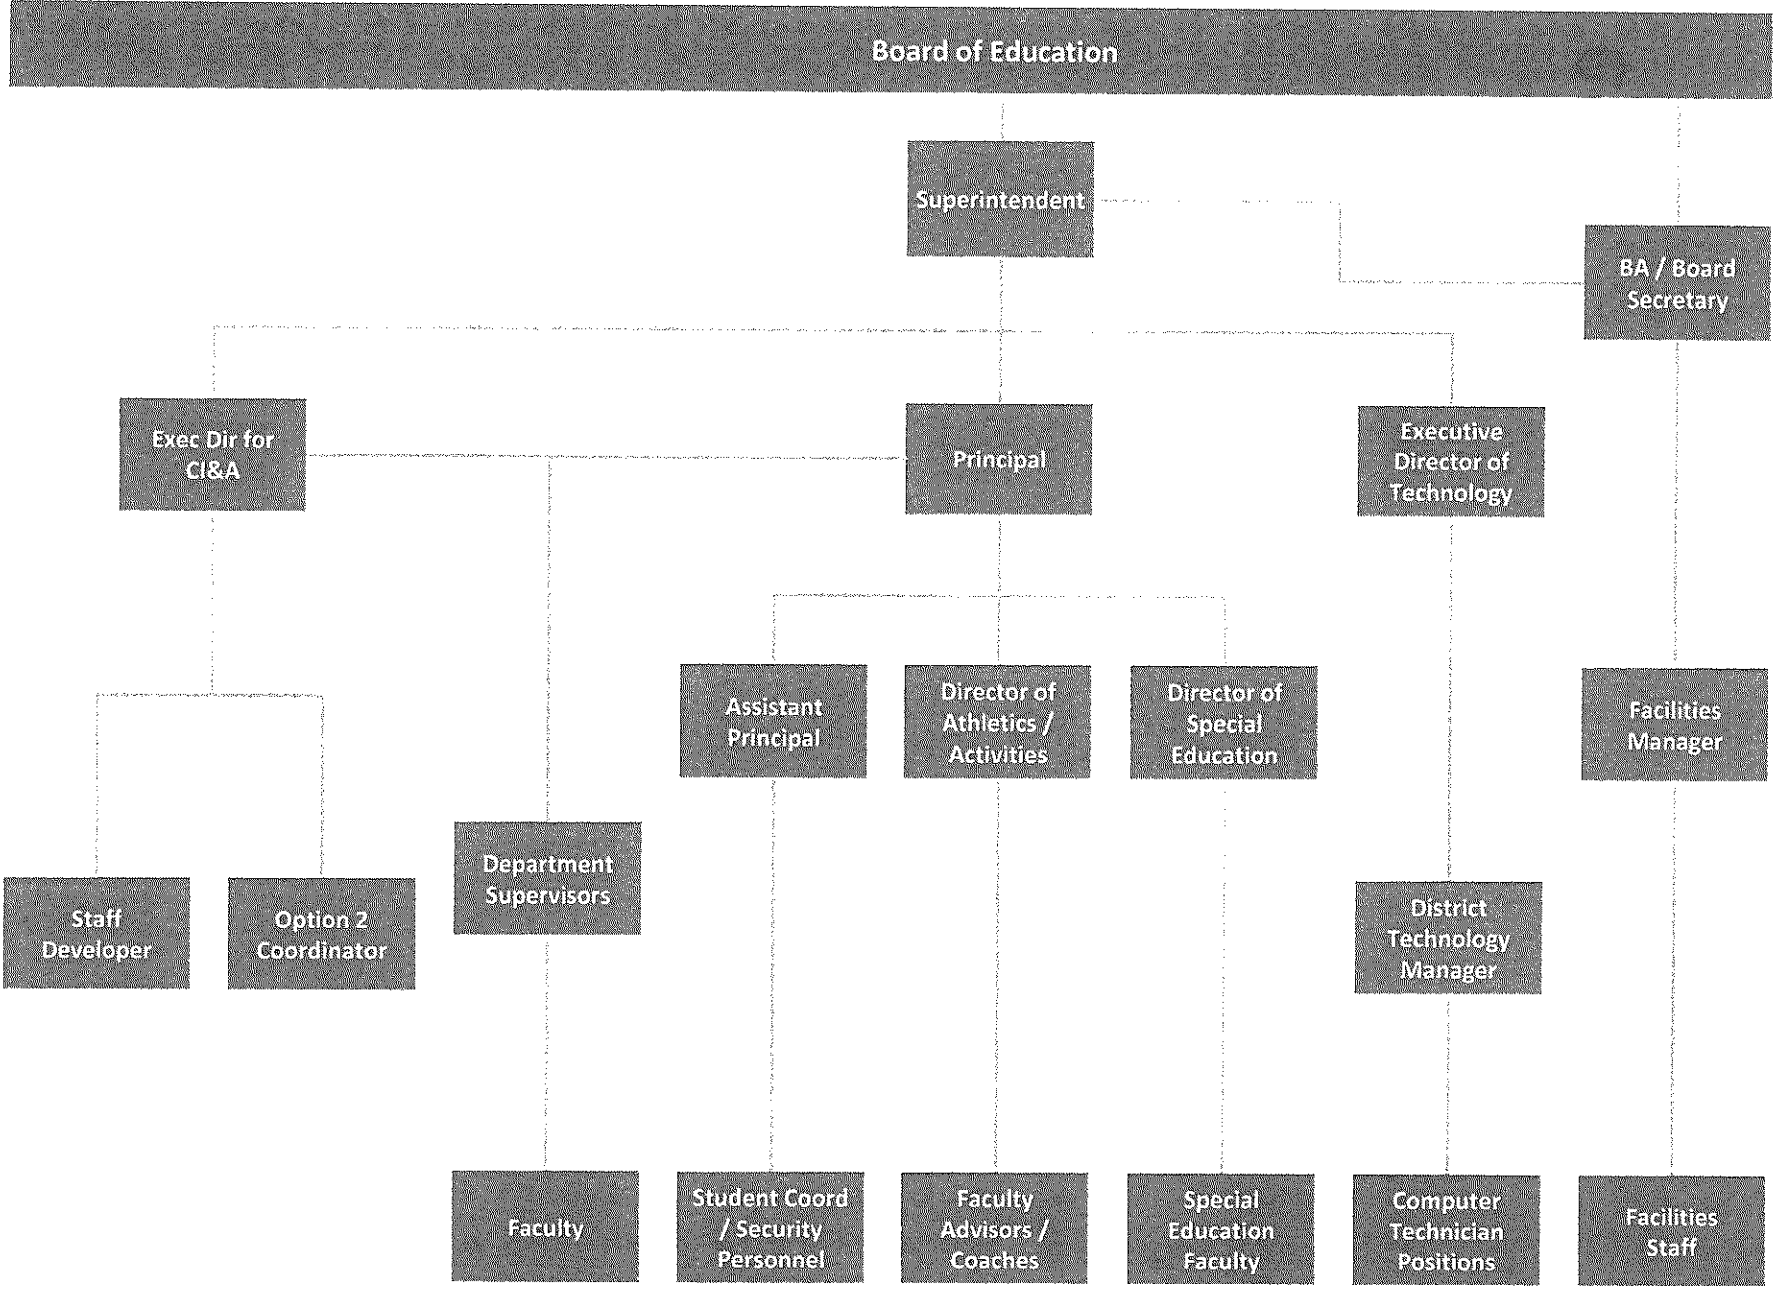 Board of Education
Superintendent
BA / Board
Secretary
Exec Dir for
CI&A
Principal
Executive
Director of
Technology
Assistant
Principal
Director of
Athletics /
Activities
Director of
Special
Education
Facilities
Manager
Department
Supervisors
Staff
Developer
Option 2
Coordinator
District
Technology
Manager
Faculty
Student Coord
/ Security
Personnel
Faculty
Advisors /
Coaches
Special
Education
Faculty
Computer
Technician
Positions
Facilities
Staff